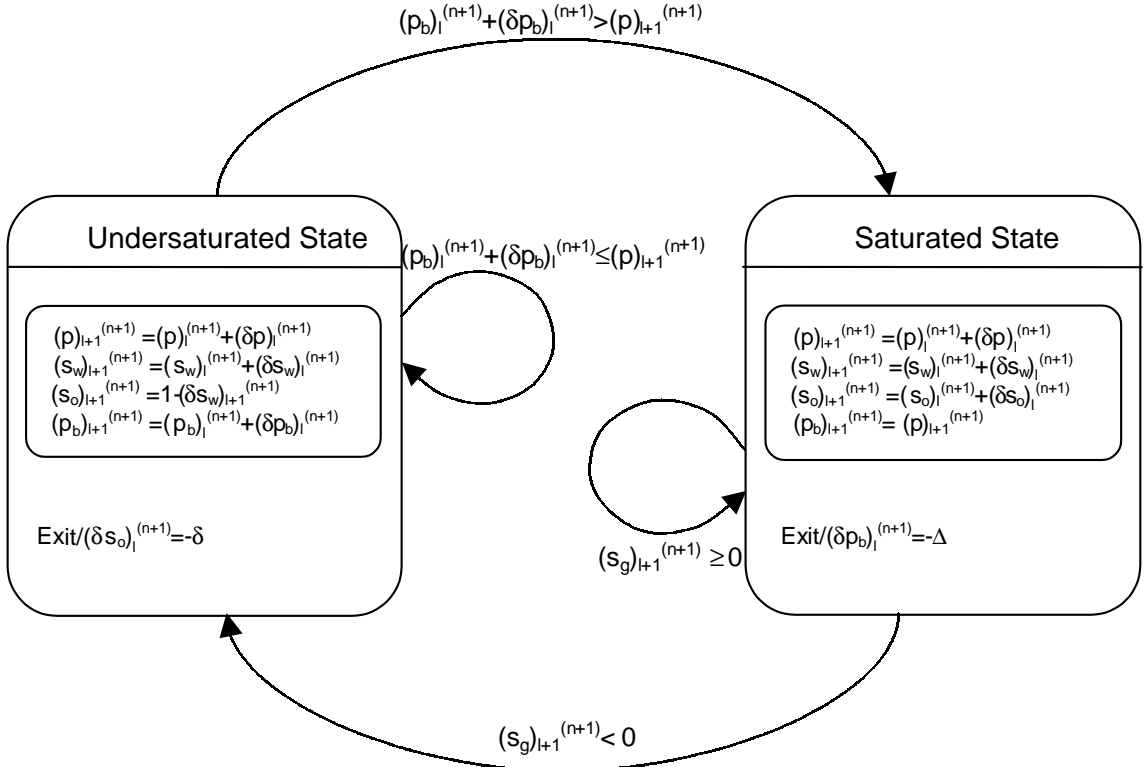 (p_b)_l^(n+1)+(δp_b)_l^(n+1)>(p)_l+1^(n+1)
Undersaturated State
(p_b)_l^(n+1)+(δp_b)_l^(n+1)≤(p)_l+1^(n+1)
(p)_l+1^(n+1) =(p)_l^(n+1)+(δp)_l^(n+1)
(s_w)_l+1^(n+1) =(s_w)_l^(n+1)+(δs_w)_l^(n+1)
(s_o)_l+1^(n+1) =1-(δs_w)_l+1^(n+1)
(p_b)_l+1^(n+1) =(p_b)_l^(n+1)+(δp_b)_l^(n+1)
Exit/(δs_o)_l^(n+1)=-δ
Saturated State
(p)_l+1^(n+1) =(p)_l^(n+1)+(δp)_l^(n+1)
(s_w)_l+1^(n+1) =(s_w)_l^(n+1)+(δs_w)_l^(n+1)
(s_o)_l+1^(n+1) =(s_o)_l^(n+1)+(δs_o)_l^(n+1)
(p_b)_l+1^(n+1)= (p)_l+1^(n+1)
Exit/(δp_b)_l^(n+1)=-Δ
(s_g)_l+1^(n+1) ≥0
(s_g)_l+1^(n+1)< 0